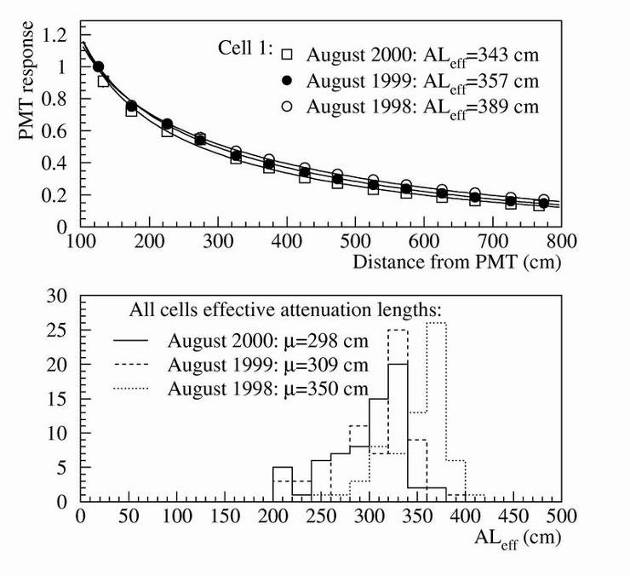 PMT response
1.2
1
0.8
0.6
0.4
0.2
0
Cell 1:
August 2000: ALeff=343 cm
August 1999: ALeff=357 cm
August 1998: ALeff=389 cm
100 200 300 400 500 600 700 800
Distance from PMT (cm)
30
25
20
15
10
5
0
All cells effective attenuation lengths:
August 2000: μ=298 cm
August 1999: μ=309 cm
August 1998: μ=350 cm
0 50 100 150 200 250 300 350 400 450 500
ALeff (cm)